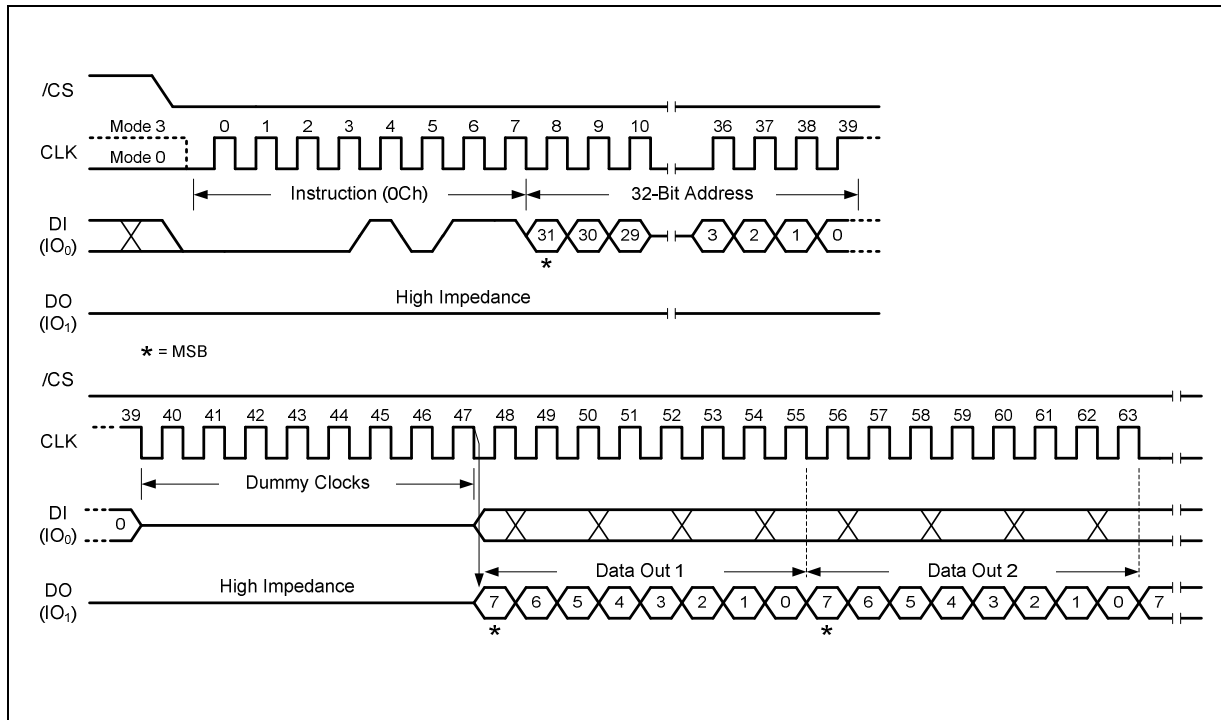 /CS
Mode 3 0 1 2 3 4 5 6 7 8 9 10 36 37 38 39
CLK Mode 0
Instruction (0Ch) 32-Bit Address
DI
(IO0) 31 30 29 3 2 1 0
*
DO High Impedance
(IO1)
* = MSB
/CS
39 40 41 42 43 44 45 46 47 48 49 50 51 52 53 54 55 56 57 58 59 60 61 62 63
CLK
Dummy Clocks
DI
(IO0) 0
High Impedance Data Out 1 Data Out 2
DO
(IO1) 7 6 5 4 3 2 1 0 7 6 5 4 3 2 1 0 7
* *